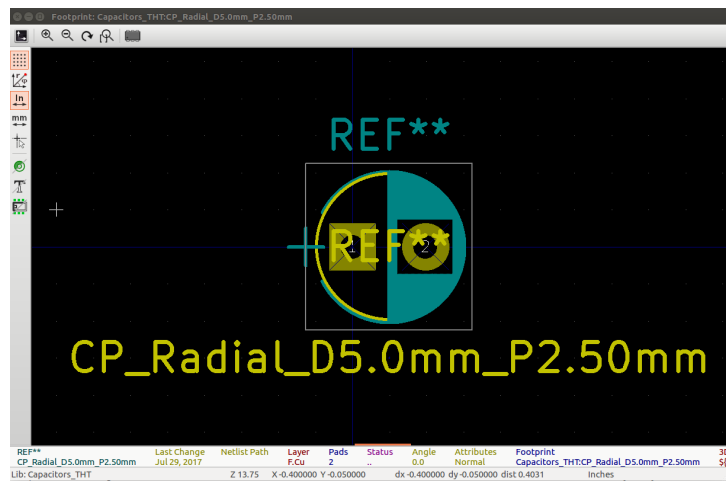 Footprint: Capacitors_THT:CP_Radial_D5.0mm_P2.50mm
In
mm
REF**
1
REF**
2
CP_Radial_D5.0mm_P2.50mm
REF** Last Change Netlist Path Layer Pads Status Angle Attributes Footprint 3D
CP_Radial_D5.0mm_P2.50mm Jul 29, 2017 F.Cu 2 .. 0.0 Normal Capacitors_THT:CP_Radial_D5.0mm_P2.50mm
Lib: Capacitors_THT Z 13.75 X -0.400000 Y -0.050000 dx -0.400000 dy -0.050000 dist 0.4031 Inches